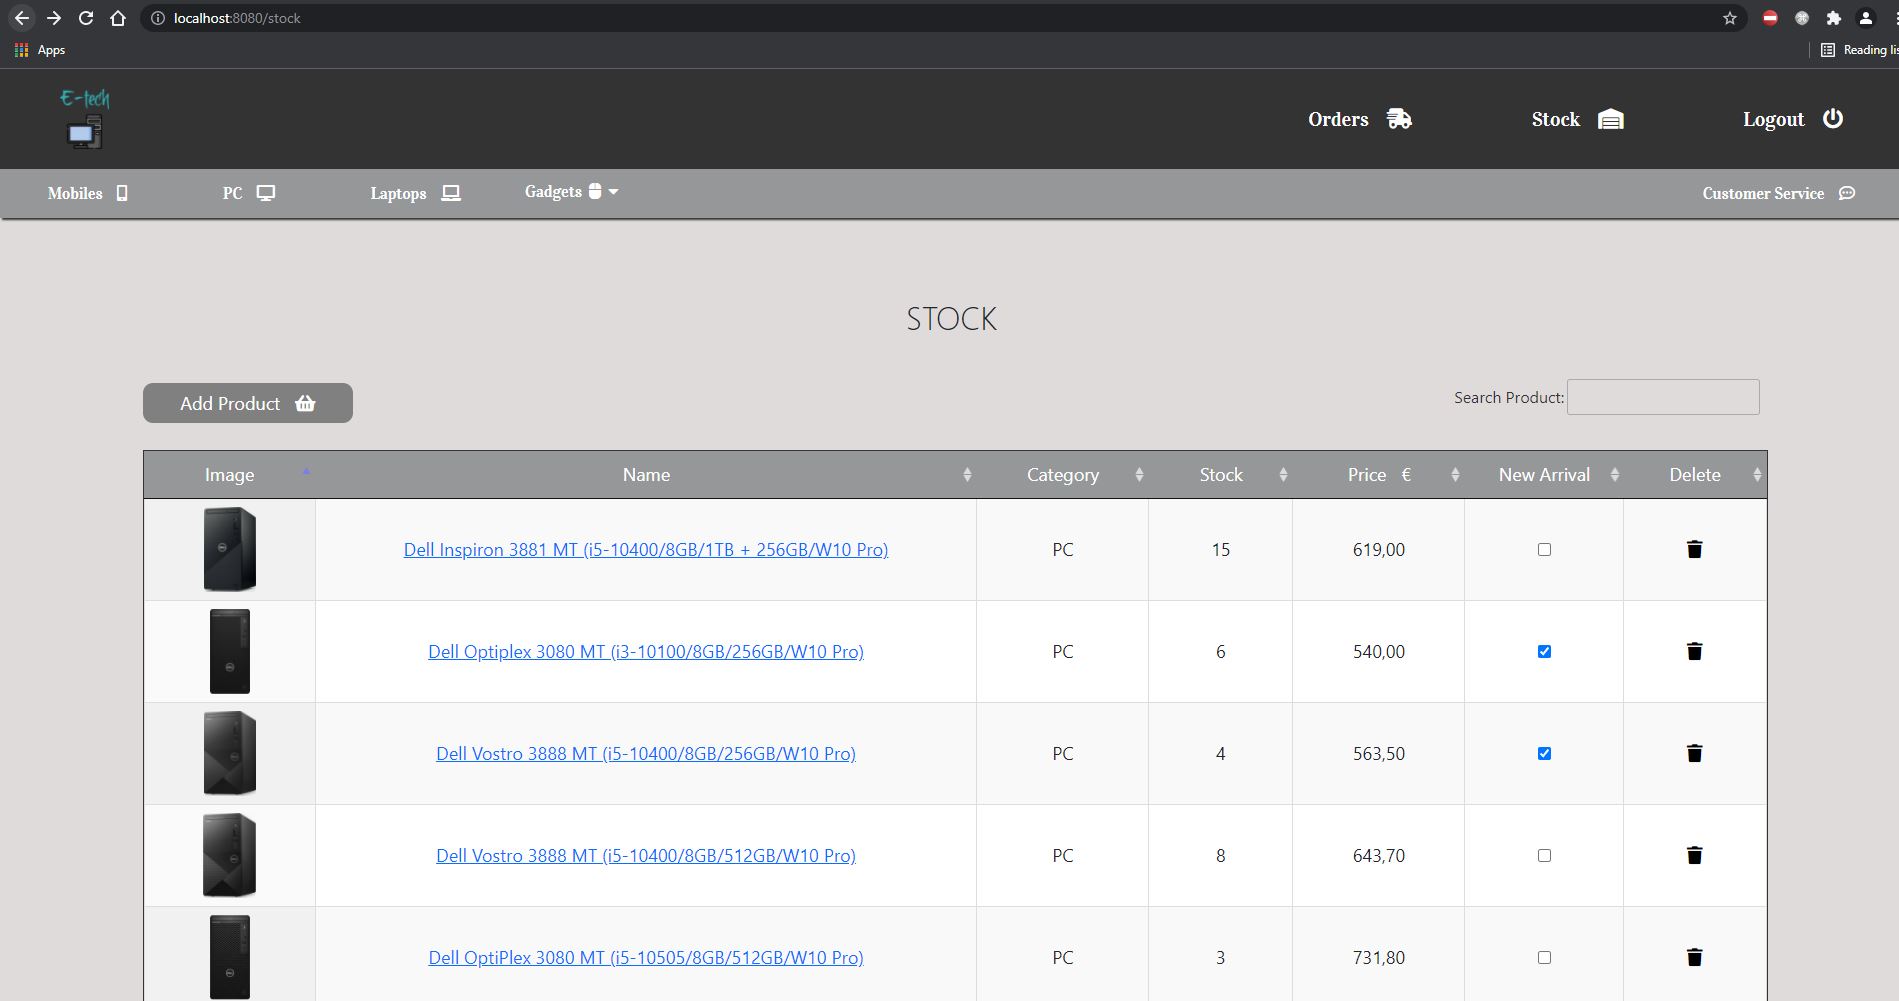 localhost:8080/stock
Apps
Reading lis
E-tech
Orders
Stock
Logout
Mobiles
PC
Laptops
Gadgets
Customer Service
STOCK
Add Product
Search Product:
Image Name Category Stock Price € New Arrival Delete
Dell Inspiron 3881 MT (i5-10400/8GB/1TB + 256GB/W10 Pro) PC 15 619,00
Dell Optiplex 3080 MT (i3-10100/8GB/256GB/W10 Pro) PC 6 540,00
Dell Vostro 3888 MT (i5-10400/8GB/256GB/W10 Pro) PC 4 563,50
Dell Vostro 3888 MT (i5-10400/8GB/512GB/W10 Pro) PC 8 643,70
Dell OptiPlex 3080 MT (i5-10505/8GB/512GB/W10 Pro) PC 3 731,80